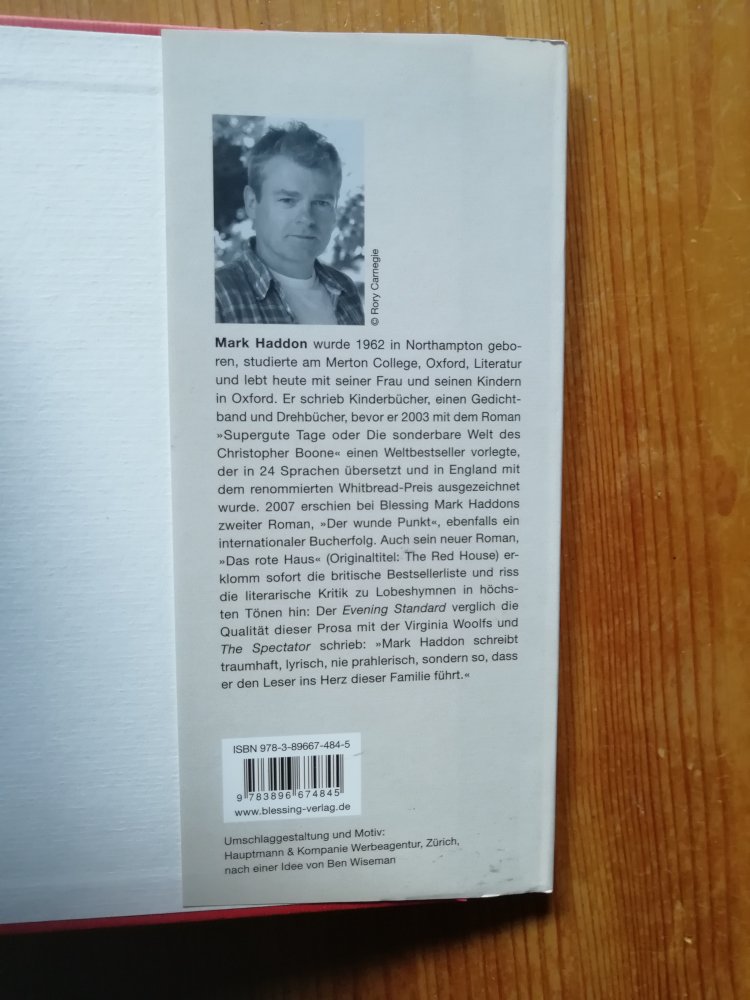 © Rory Carnegie
Mark Haddon wurde 1962 in Northampton gebo-
ren, studierte am Merton College, Oxford, Literatur
und lebt heute mit seiner Frau und seinen Kindern
in Oxford. Er schrieb Kinderbücher, einen Gedicht-
band und Drehbücher, bevor er 2003 mit dem Roman
»Supergute Tage oder Die sonderbare Welt des
Christopher Boone« einen Weltbestseller vorlegte,
der in 24 Sprachen übersetzt und in England mit
dem renommierten Whitbread-Preis ausgezeichnet
wurde. 2007 erschien bei Blessing Mark Haddons
zweiter Roman, »Der wunde Punkt«, ebenfalls ein
internationaler Bucherfolg. Auch sein neuer Roman,
»Das rote Haus« (Originaltitel: The Red House) er-
klomm sofort die britische Bestsellerliste und riss
die literarische Kritik zu Lobeshymnen in höchs-
ten Tönen hin: Der Evening Standard verglich die
Qualität dieser Prosa mit der Virginia Woolfs und
The Spectator schrieb: »Mark Haddon schreibt
traumhaft, lyrisch, nie prahlerisch, sondern so, dass
er den Leser ins Herz dieser Familie führt.«
ISBN 978-3-89667-484-5
9 783896 674845
www.blessing-verlag.de
Umschlaggestaltung und Motiv:
Hauptmann & Kompanie Werbeagentur, Zürich,
nach einer Idee von Ben Wiseman